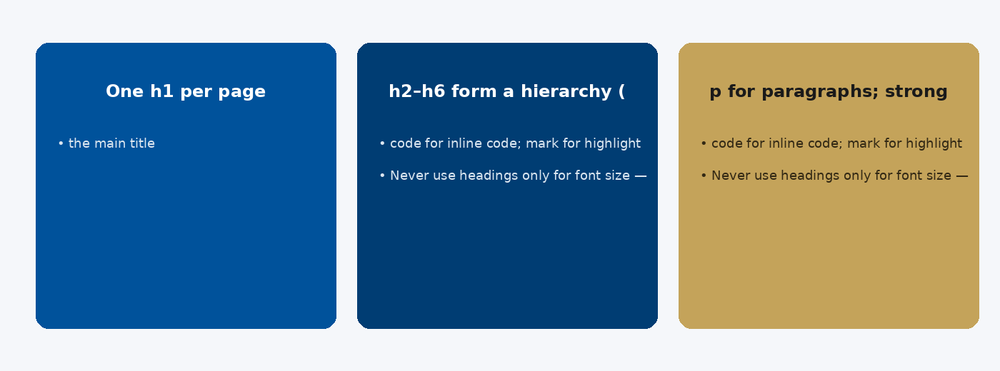 One h1 per page
• the main title
h2–h6 form a hierarchy (
• code for inline code; mark for highlight
• Never use headings only for font size —
p for paragraphs; strong
• code for inline code; mark for highlight
• Never use headings only for font size —